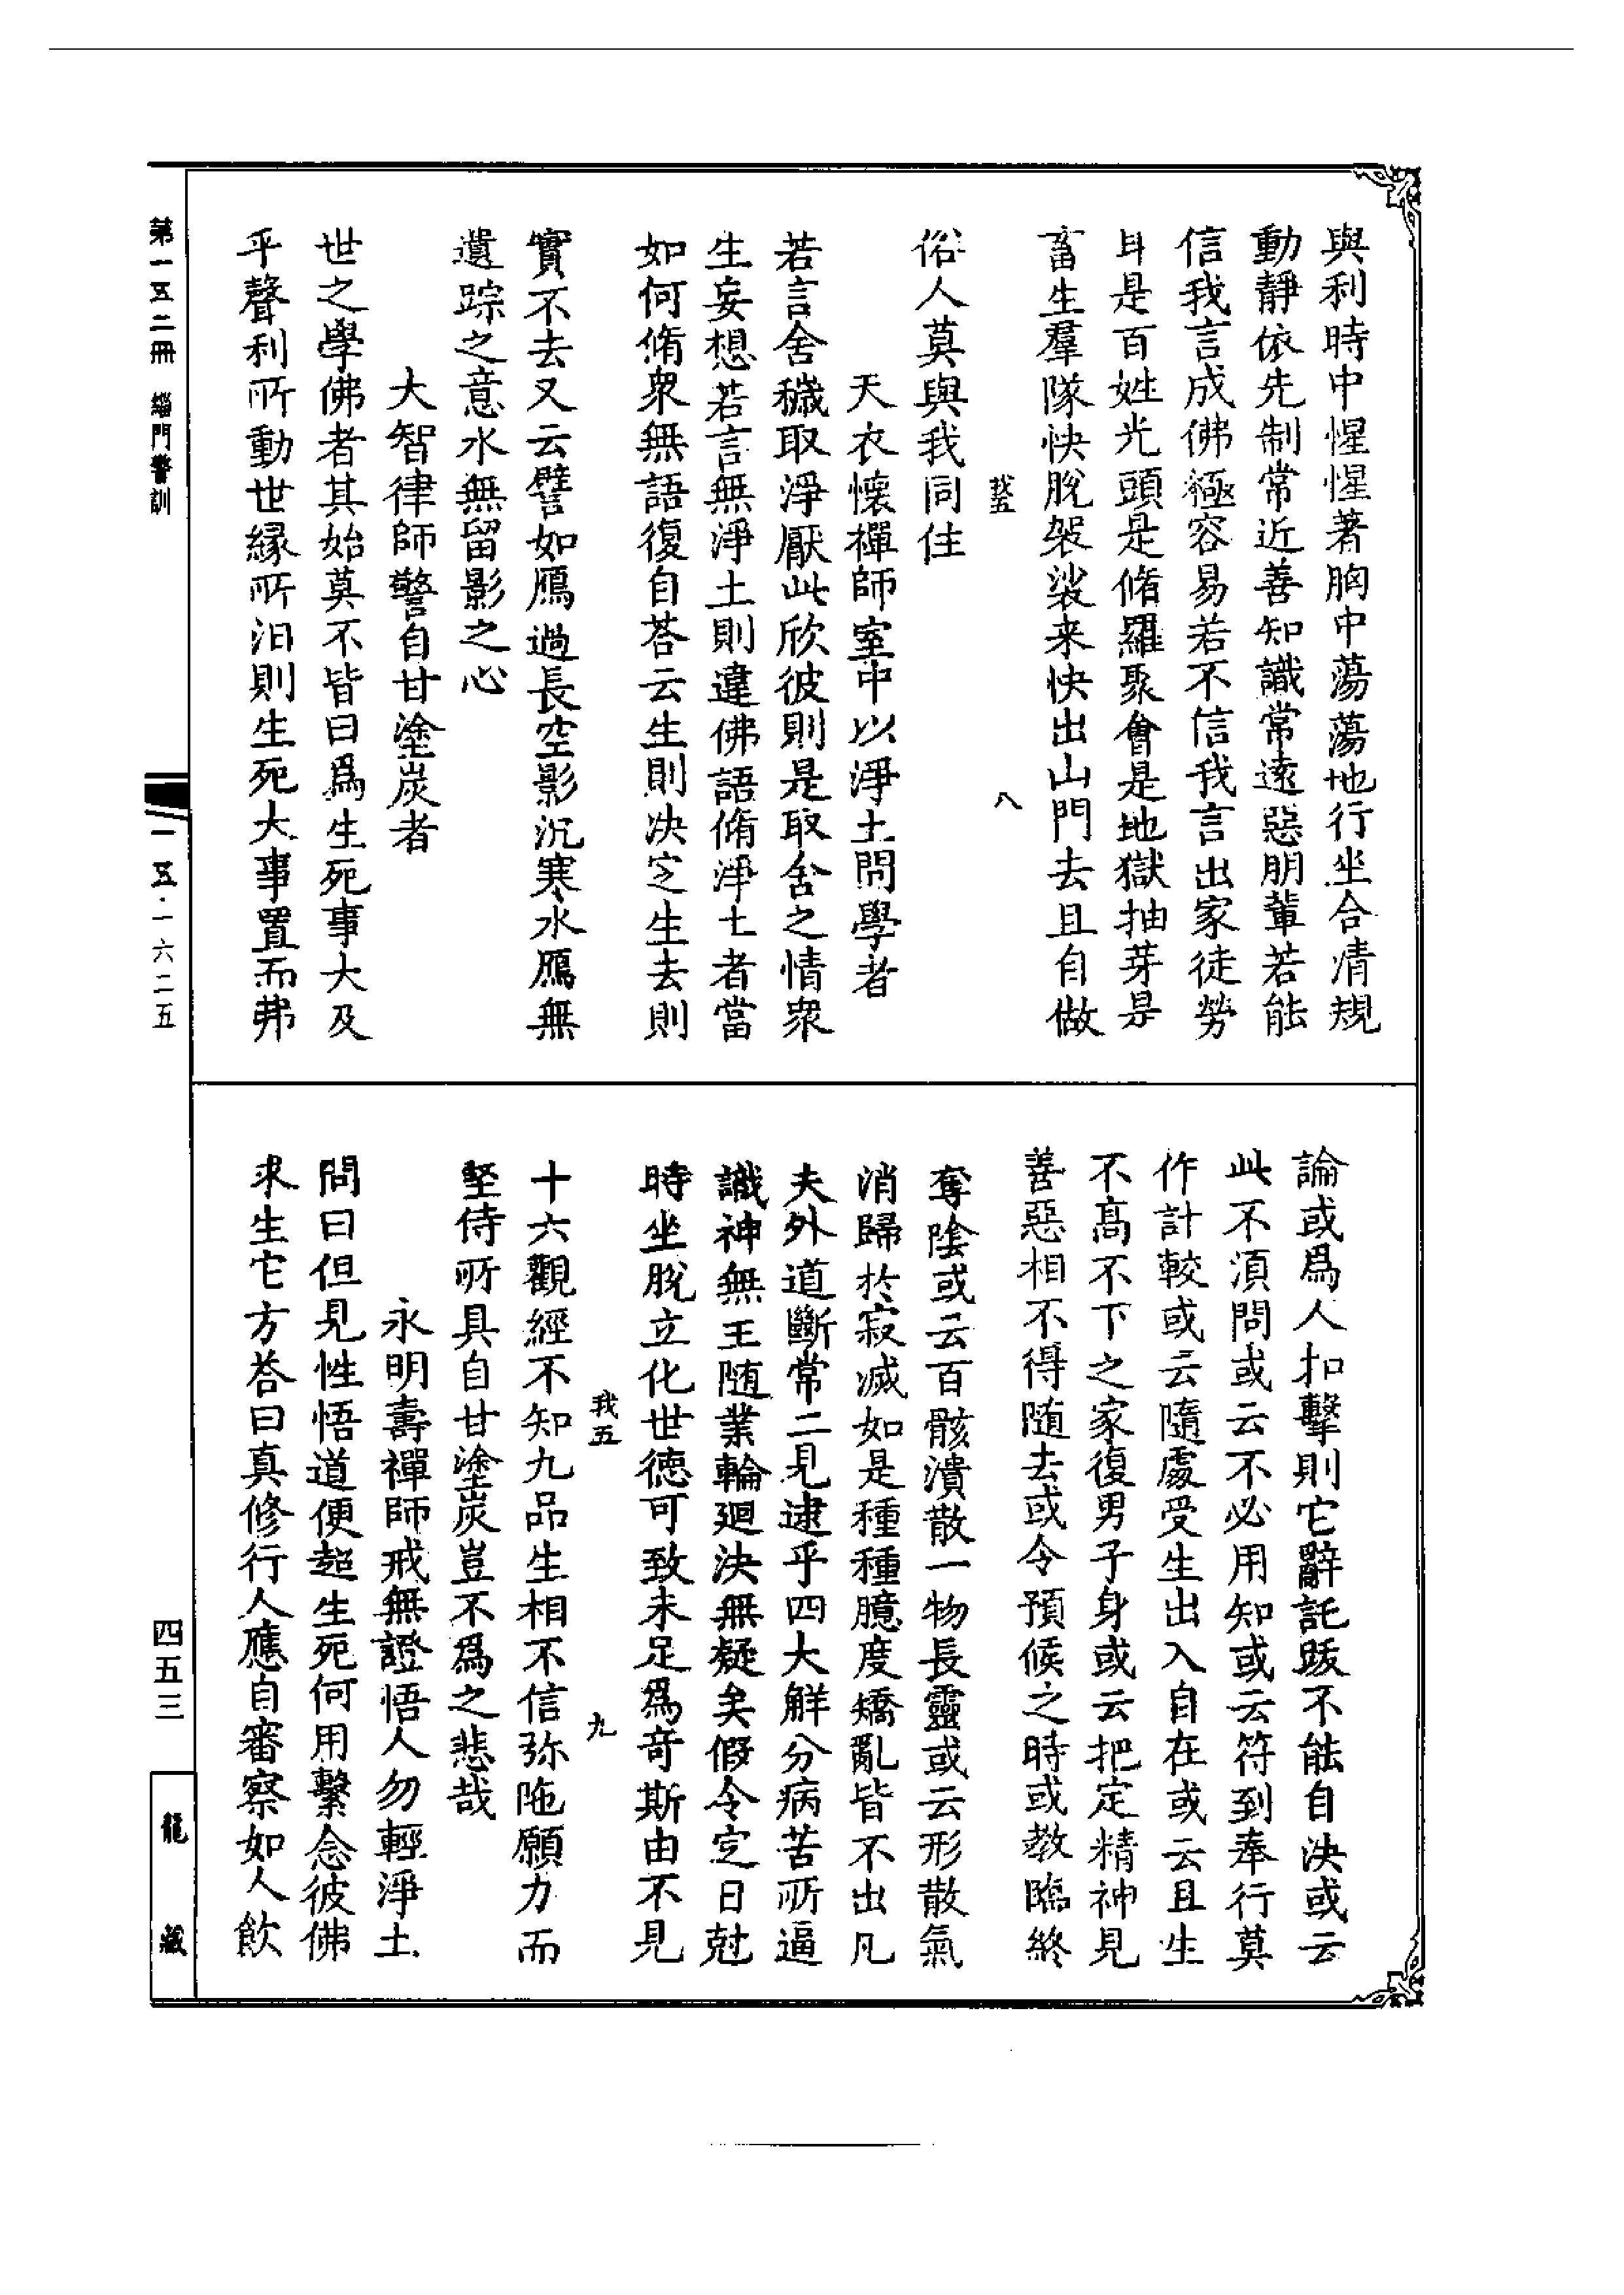 與利時中惺惺著胸中蕩蕩地行坐合清規
動靜依先制常近善知識常遠惡朋輩若能
信我言成佛極容易若不信我言出家徒勞
耳是百姓光頭是脩羅聚會是地獄抽芽是
畜生羣隊快脫袈裟来快出山門去且自做
我五
八
俗人莫與我同住
天衣懷禪師室中以淨土問學者
若言舍穢取淨厭此欣彼則是取舍之情衆
生妄想若言無淨土則違佛語脩淨土者當
如何脩衆無語復自荅云生則决定生去則
實不去又云譬如鴈過長空影沉寒水鴈無
遺踪之意水無留影之心
大智律師警自甘塗炭者
世之學佛者其始莫不皆曰爲生死事大及
乎聲利所動世緣所汨則生死大事置而弗
論或爲人扣擊則它辭託跋不能自決或云
此不湏問或云不必用知或云符到奉行莫
作計較或云隨處受生出入自在或云且生
不高不下之家復男子身或云把定精神見
善惡相不得随去或令預候之時或教臨終
奪陰或云百骸潰散一物長靈或云形散氣
消歸於寂滅如是種種臆度矯亂皆不出凡
夫外道斷常二見逮乎四大解分病苦所逼
識神無主随業輪廻決無疑矣假令定日尅
時坐脫立化世德可致未足爲奇斯由不見
我五
九
十六觀經不知九品生相不信弥陁願力而
堅侍所具自甘塗炭豈不爲之悲哉
永明壽禪師戒無證悟人勿輕淨土
問曰但見性悟道便超生死何用繫念彼佛
求生它方荅曰真修行人應自審察如人飲
第一五二冊 緇門警訓
一五·一六二五
四五三
龍藏